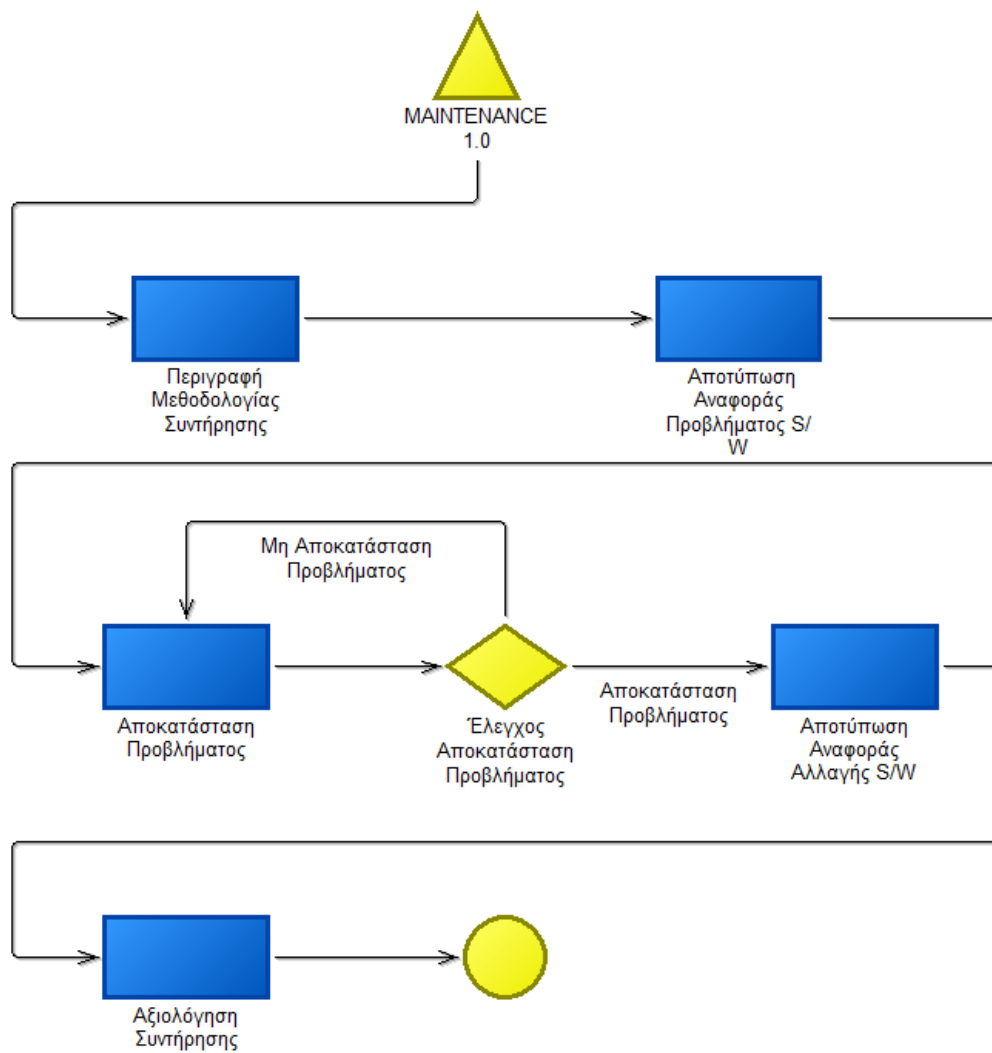 MAINTENANCE
1.0
Περιγραφή
Μεθοδολογίας
Συντήρησης
Αποτύπωση
Αναφοράς
Προβλήματος S/
W
Μη Αποκατάσταση
Προβλήματος
Αποκατάσταση
Προβλήματος
Έλεγχος
Αποκατάσταση
Προβλήματος
Αποκατάσταση
Προβλήματος
Αποτύπωση
Αναφοράς
Αλλαγής S/W
Αξιολόγηση
Συντήρησης